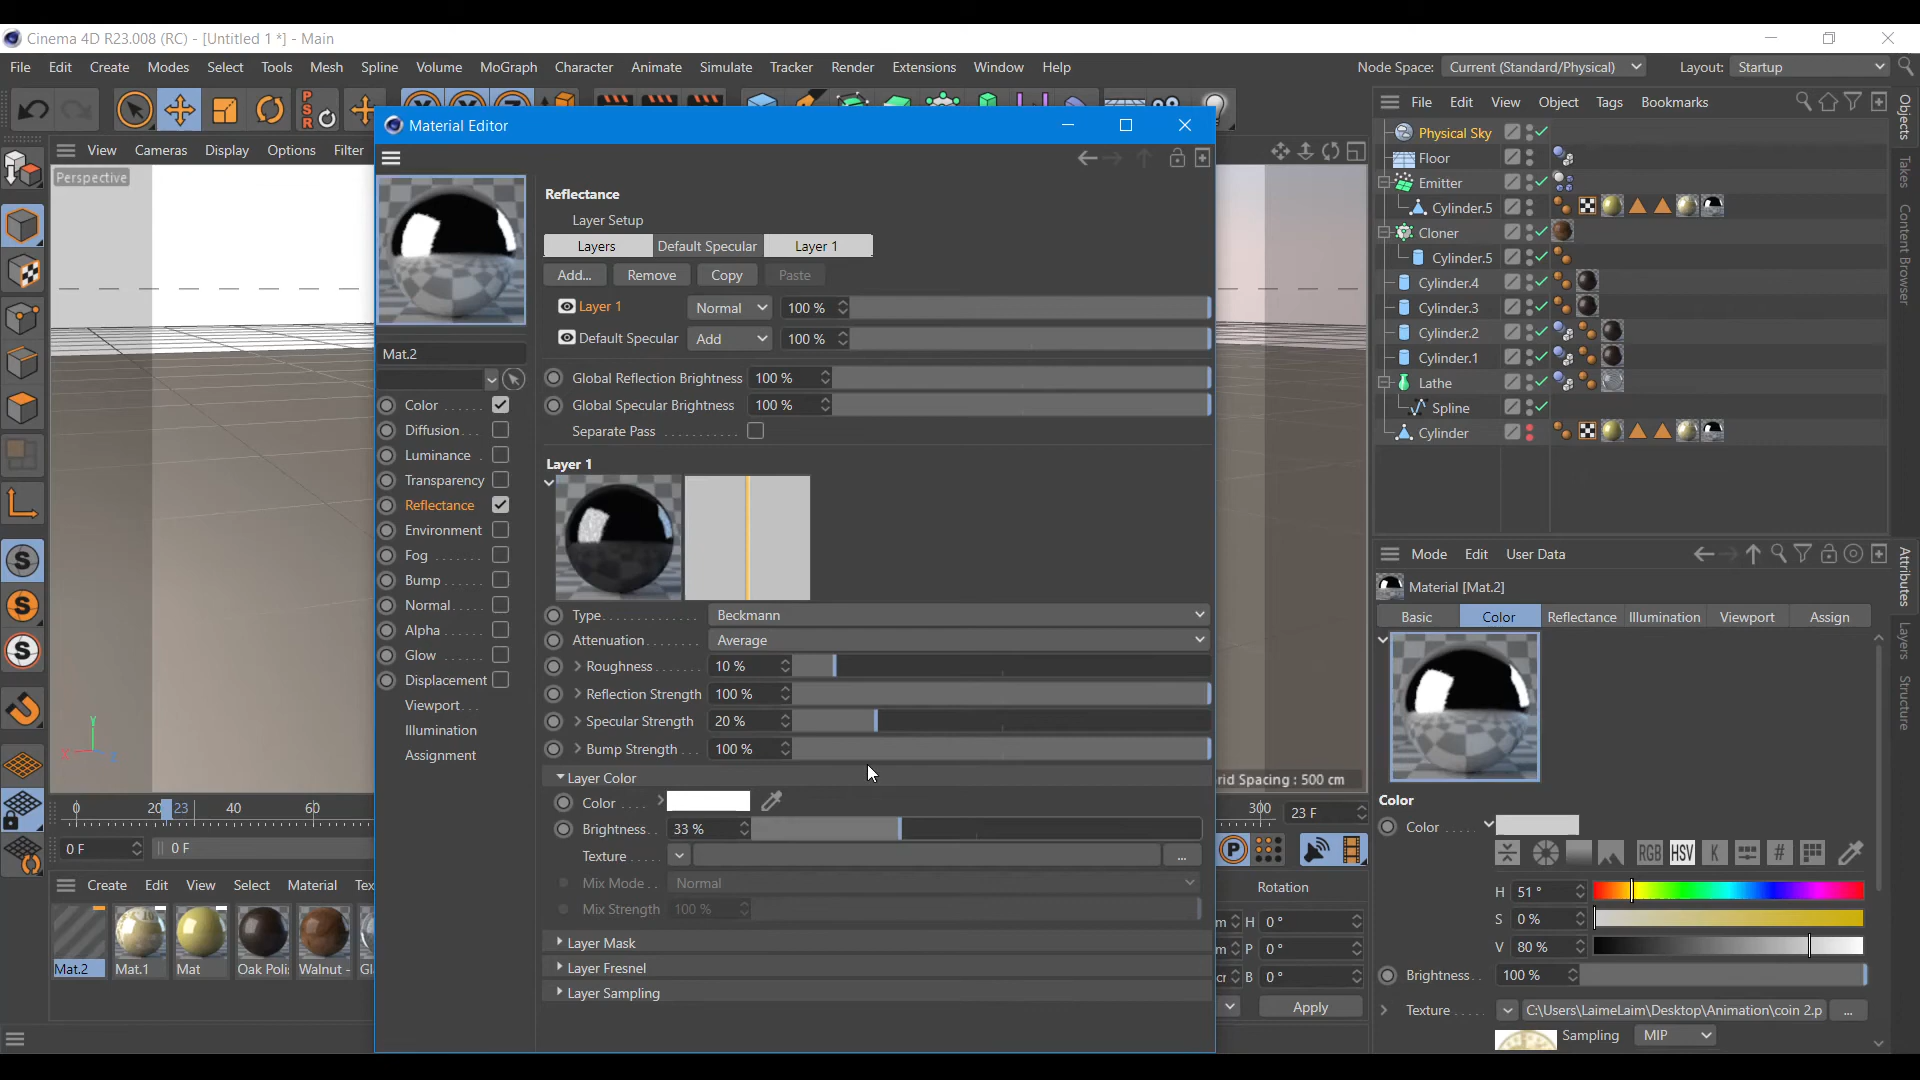 Cinema 4D R23.008 (RC) - [Untitled 1 *] - Main
File Edit Create Modes Select Tools Mesh Spline Volume MoGraph Character Animate Simulate Tracker Render Extensions Window Help
Node Space: Current (Standard/Physical) Layout: Startup
PSR
Material Editor
File Edit View Object Tags Bookmarks
View Cameras Display Options Filter
Perspective
Physical Sky
Floor
Emitter
Cylinder.5
Cloner
Cylinder.5
Cylinder.4
Cylinder.3
Cylinder.2
Cylinder.1
Lathe
Spline
Cylinder
Objects
Takes
Content Browser
Mat.2
Color
Diffusion
Luminance
Transparency
Reflectance
Environment
Fog
Bump
Normal
Alpha
Glow
Displacement
Viewport
Illumination
Assignment
Reflectance
Layer Setup
Layers Default Specular Layer 1
Add... Remove Copy Paste
Layer 1 Normal 100 %
Default Specular Add 100 %
Global Reflection Brightness 100 %
Global Specular Brightness 100 %
Separate Pass
Layer 1
Type Beckmann
Attenuation Average
Roughness 10 %
Reflection Strength 100 %
Specular Strength 20 %
Bump Strength 100 %
Layer Color
Color
Brightness 33 %
Texture ...
Mix Mode Normal
Mix Strength 100 %
Layer Mask
Layer Fresnel
Layer Sampling
rid Spacing : 500 cm
Mode Edit User Data
Material [Mat.2]
Basic Color Reflectance Illumination Viewport Assign
Color
Color
RGB HSV K #
H 51 °
S 0 %
V 80 %
Brightness 100 %
Texture C:\Users\LaimeLaim\Desktop\Animation\coin 2.p ...
Sampling MIP
Attributes
Layers
Structure
Y
0 20 23 40 60
300 23 F
0 F 0 F
P
Create Edit View Select Material Tex
Mat.2 Mat.1 Mat Oak Poli Walnut - Gl
Rotation
m H 0 °
m P 0 °
cr B 0 °
Apply